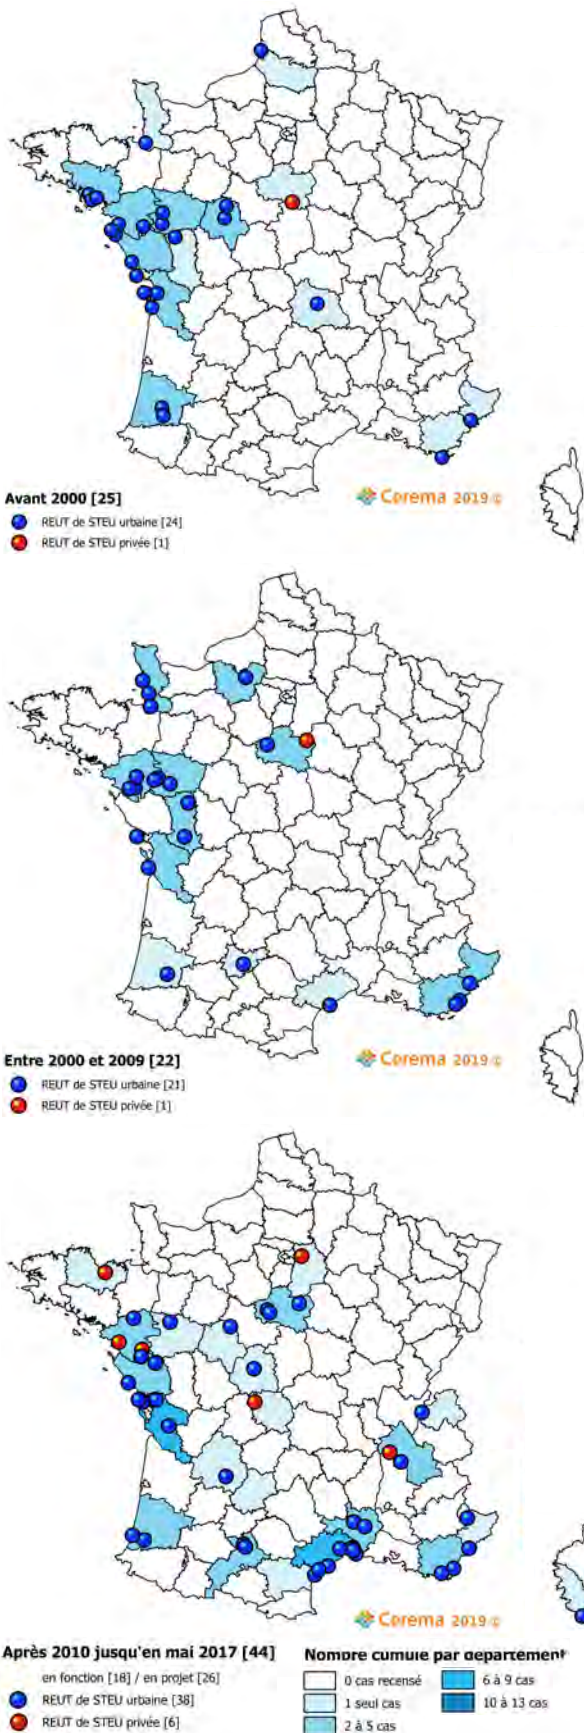 Cerema 2019 ©
Avant 2000 [25]
REUT de STEU urbaine [24]
REUT de STEU privée [1]
Cerema 2019 ©
Entre 2000 et 2009 [22]
REUT de STEU urbaine [21]
REUT de STEU privée [1]
Cerema 2019 ©
Après 2010 jusqu'en mai 2017 [44]
en fonction [18] / en projet [26]
REUT de STEU urbaine [38]
REUT de STEU privée [6]
Nombre cumulé par département
0 cas recensé
1 seul cas
2 à 5 cas
6 à 9 cas
10 à 13 cas